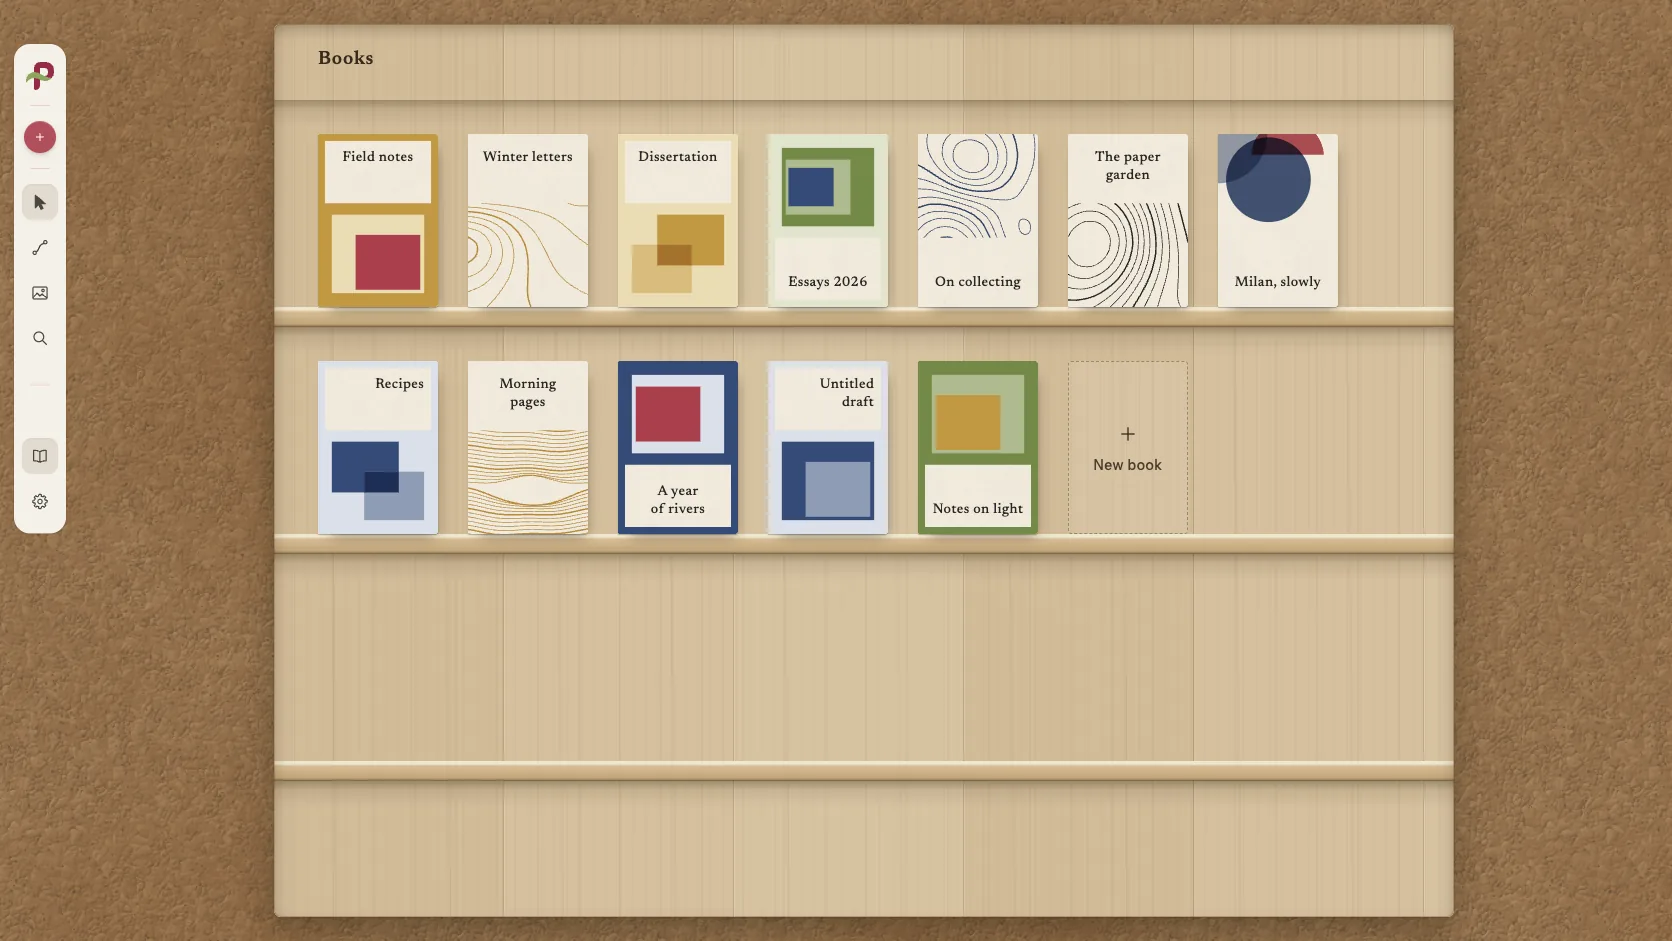 Books
Field notes
Winter letters
Dissertation
Essays 2026
On collecting
The paper
garden
Milan, slowly
Recipes
Morning
pages
A year
of rivers
Untitled
draft
Notes on light
New book